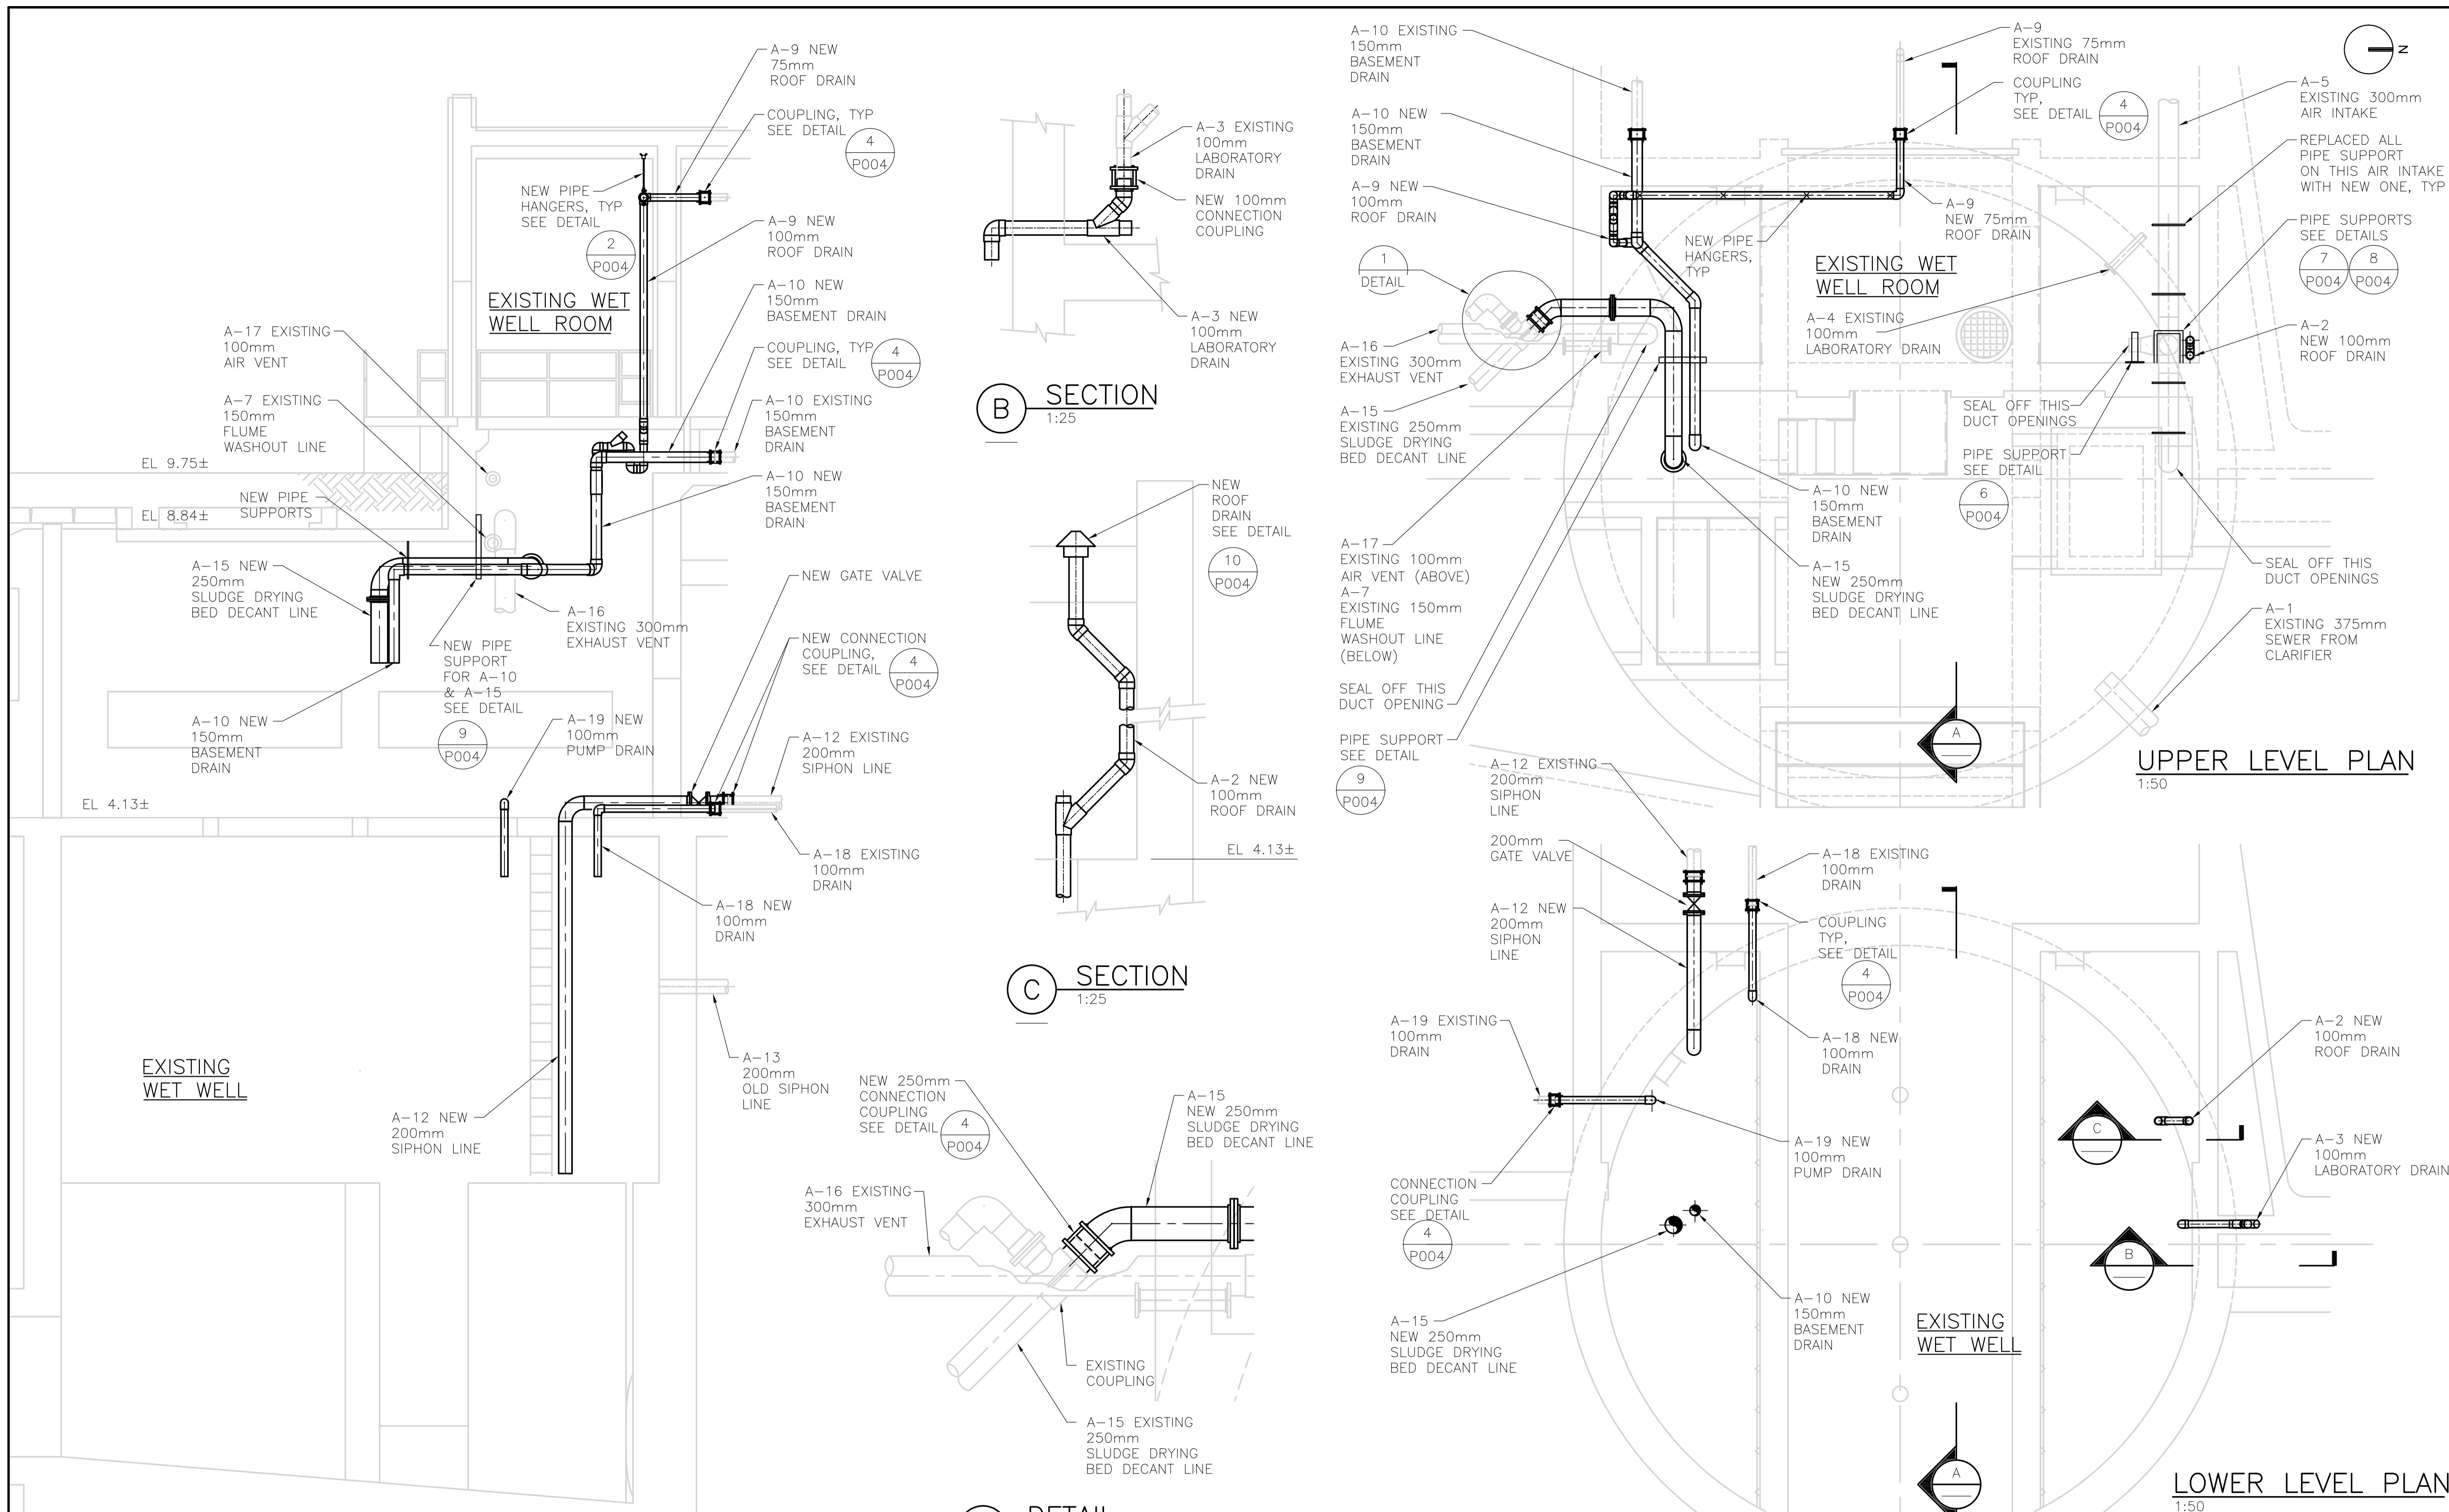 A-9 NEW
75mm
ROOF DRAIN
COUPLING, TYP
SEE DETAIL
4
P004
NEW PIPE
HANGERS, TYP
SEE DETAIL
2
P004
A-9 NEW
100mm
ROOF DRAIN
EXISTING WET
WELL ROOM
A-10 NEW
150mm
BASEMENT DRAIN
A-17 EXISTING
100mm
AIR VENT
COUPLING, TYP
SEE DETAIL
4
P004
A-7 EXISTING
150mm
FLUME
WASHOUT LINE
A-10 EXISTING
150mm
BASEMENT
DRAIN
EL 9.75±
NEW PIPE
SUPPORTS
EL 8.84±
A-10 NEW
150mm
BASEMENT
DRAIN
A-15 NEW
250mm
SLUDGE DRYING
BED DECANT LINE
NEW GATE VALVE
A-16
EXISTING 300mm
EXHAUST VENT
NEW PIPE
SUPPORT
FOR A-10
& A-15
SEE DETAIL
9
P004
NEW CONNECTION
COUPLING,
SEE DETAIL
4
P004
A-10 NEW
150mm
BASEMENT
DRAIN
A-19 NEW
100mm
PUMP DRAIN
A-12 EXISTING
200mm
SIPHON LINE
EL 4.13±
A-18 EXISTING
100mm
DRAIN
A-18 NEW
100mm
DRAIN
EXISTING
WET WELL
A-13
200mm
OLD SIPHON
LINE
A-12 NEW
200mm
SIPHON LINE
A-3 EXISTING
100mm
LABORATORY
DRAIN
NEW 100mm
CONNECTION
COUPLING
A-3 NEW
100mm
LABORATORY
DRAIN
B SECTION
1:25
NEW
ROOF
DRAIN
SEE DETAIL
10
P004
A-2 NEW
100mm
ROOF DRAIN
EL 4.13±
C SECTION
1:25
NEW 250mm
CONNECTION
COUPLING
SEE DETAIL
4
P004
A-15
NEW 250mm
SLUDGE DRYING
BED DECANT LINE
A-16 EXISTING
300mm
EXHAUST VENT
EXISTING
COUPLING
A-15 EXISTING
250mm
SLUDGE DRYING
BED DECANT LINE
DETAIL
A-10 EXISTING
150mm
BASEMENT
DRAIN
A-10 NEW
150mm
BASEMENT
DRAIN
A-9 NEW
100mm
ROOF DRAIN
1
DETAIL
A-16
EXISTING 300mm
EXHAUST VENT
A-15
EXISTING 250mm
SLUDGE DRYING
BED DECANT LINE
A-17
EXISTING 100mm
AIR VENT (ABOVE)
A-7
EXISTING 150mm
FLUME
WASHOUT LINE
(BELOW)
SEAL OFF THIS
DUCT OPENING
PIPE SUPPORT
SEE DETAIL
9
P004
A-9
EXISTING 75mm
ROOF DRAIN
COUPLING
TYP,
SEE DETAIL
4
P004
N
A-5
EXISTING 300mm
AIR INTAKE
REPLACED ALL
PIPE SUPPORT
ON THIS AIR INTAKE
WITH NEW ONE, TYP
A-9
NEW 75mm
ROOF DRAIN
NEW PIPE
HANGERS,
TYP
EXISTING WET
WELL ROOM
PIPE SUPPORTS
SEE DETAILS
7
P004
8
P004
A-4 EXISTING
100mm
LABORATORY DRAIN
A-2
NEW 100mm
ROOF DRAIN
SEAL OFF THIS
DUCT OPENINGS
PIPE SUPPORT
SEE DETAIL
6
P004
A-10 NEW
150mm
BASEMENT
DRAIN
A-15
NEW 250mm
SLUDGE DRYING
BED DECANT LINE
SEAL OFF THIS
DUCT OPENINGS
A-1
EXISTING 375mm
SEWER FROM
CLARIFIER
A
UPPER LEVEL PLAN
1:50
A-12 EXISTING
200mm
SIPHON
LINE
200mm
GATE VALVE
A-12 NEW
200mm
SIPHON
LINE
A-18 EXISTING
100mm
DRAIN
COUPLING
TYP,
SEE DETAIL
4
P004
A-18 NEW
100mm
DRAIN
A-19 EXISTING
100mm
DRAIN
A-19 NEW
100mm
PUMP DRAIN
CONNECTION
COUPLING
SEE DETAIL
4
P004
A-2 NEW
100mm
ROOF DRAIN
C
A-3 NEW
100mm
LABORATORY DRAIN
B
A-10 NEW
150mm
BASEMENT
DRAIN
A-15
NEW 250mm
SLUDGE DRYING
BED DECANT LINE
EXISTING
WET WELL
A
LOWER LEVEL PLAN
1:50